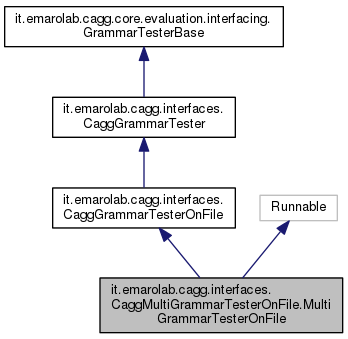 it.emarolab.cagg.core.evaluation.interfacing.
GrammarTesterBase
it.emarolab.cagg.interfaces.
CaggGrammarTester
it.emarolab.cagg.interfaces.
CaggGrammarTesterOnFile
Runnable
it.emarolab.cagg.interfaces.
CaggMultiGrammarTesterOnFile.Multi
GrammarTesterOnFile